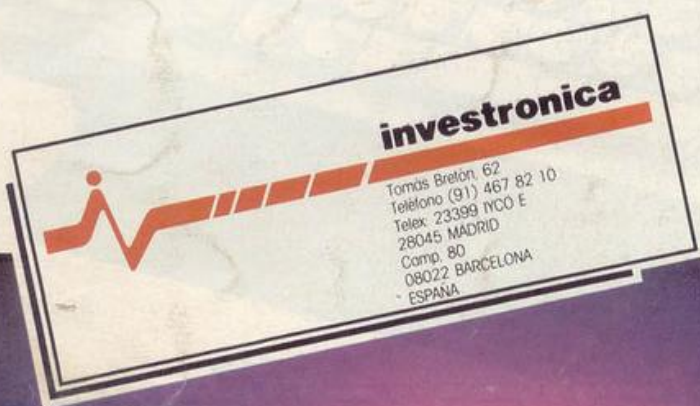 investronica
Tomás Bretón, 62
Teléfono (91) 467 82 10
Telex: 23399 IYCO E
28045 MADRID
Camp, 80
08022 BARCELONA
ESPAÑA